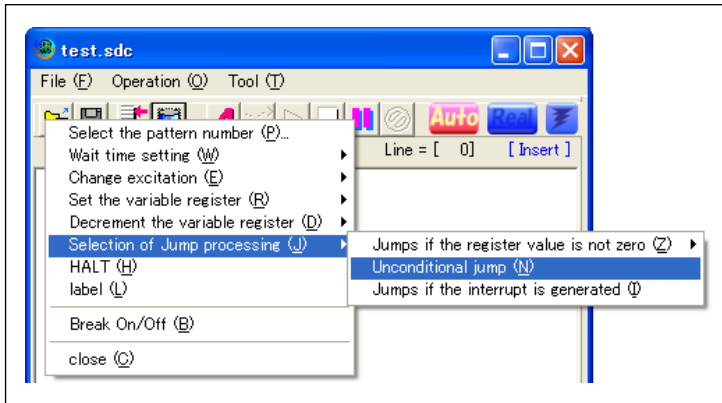 test.sdc
File (F) Operation (O) Tool (T)
Auto Real
Line = [ 0] [ Insert ]
Select the pattern number (P)...
Wait time setting (W)
Change excitation (E)
Set the variable register (R)
Decrement the variable register (D)
Selection of Jump processing (J)
HALT (H)
label (L)
Break On/Off (B)
close (C)
Jumps if the register value is not zero (Z)
Unconditional jump (N)
Jumps if the interrupt is generated (I)